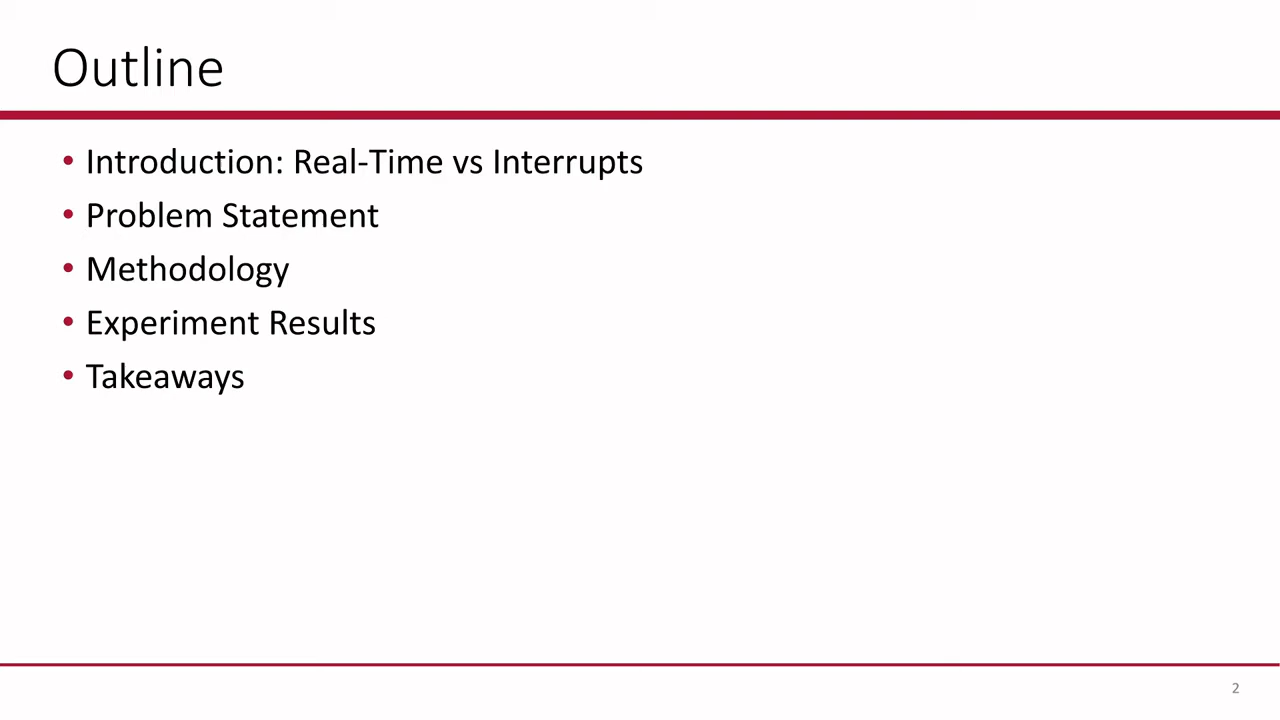 Outline
• Introduction: Real-Time vs Interrupts
• Problem Statement
• Methodology
• Experiment Results
• Takeaways
2